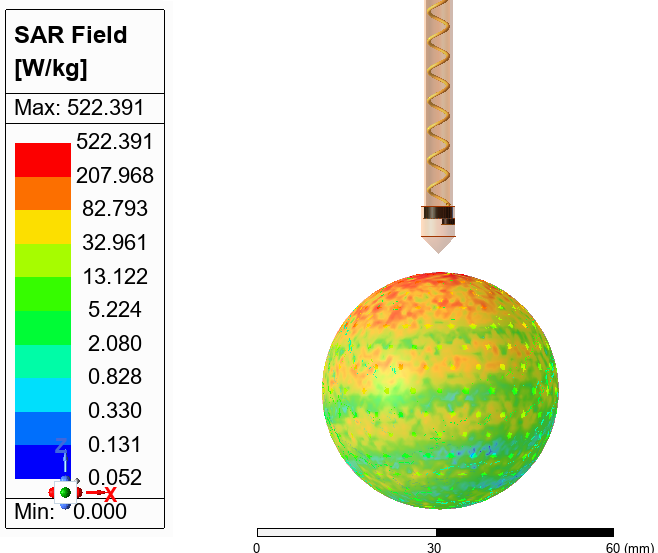 SAR Field
[W/kg]
Max: 522.391
522.391
207.968
82.793
32.961
13.122
5.224
2.080
0.828
0.330
0.131
0.052
Z
X
Min: 0.000
0 30 60 (mm)